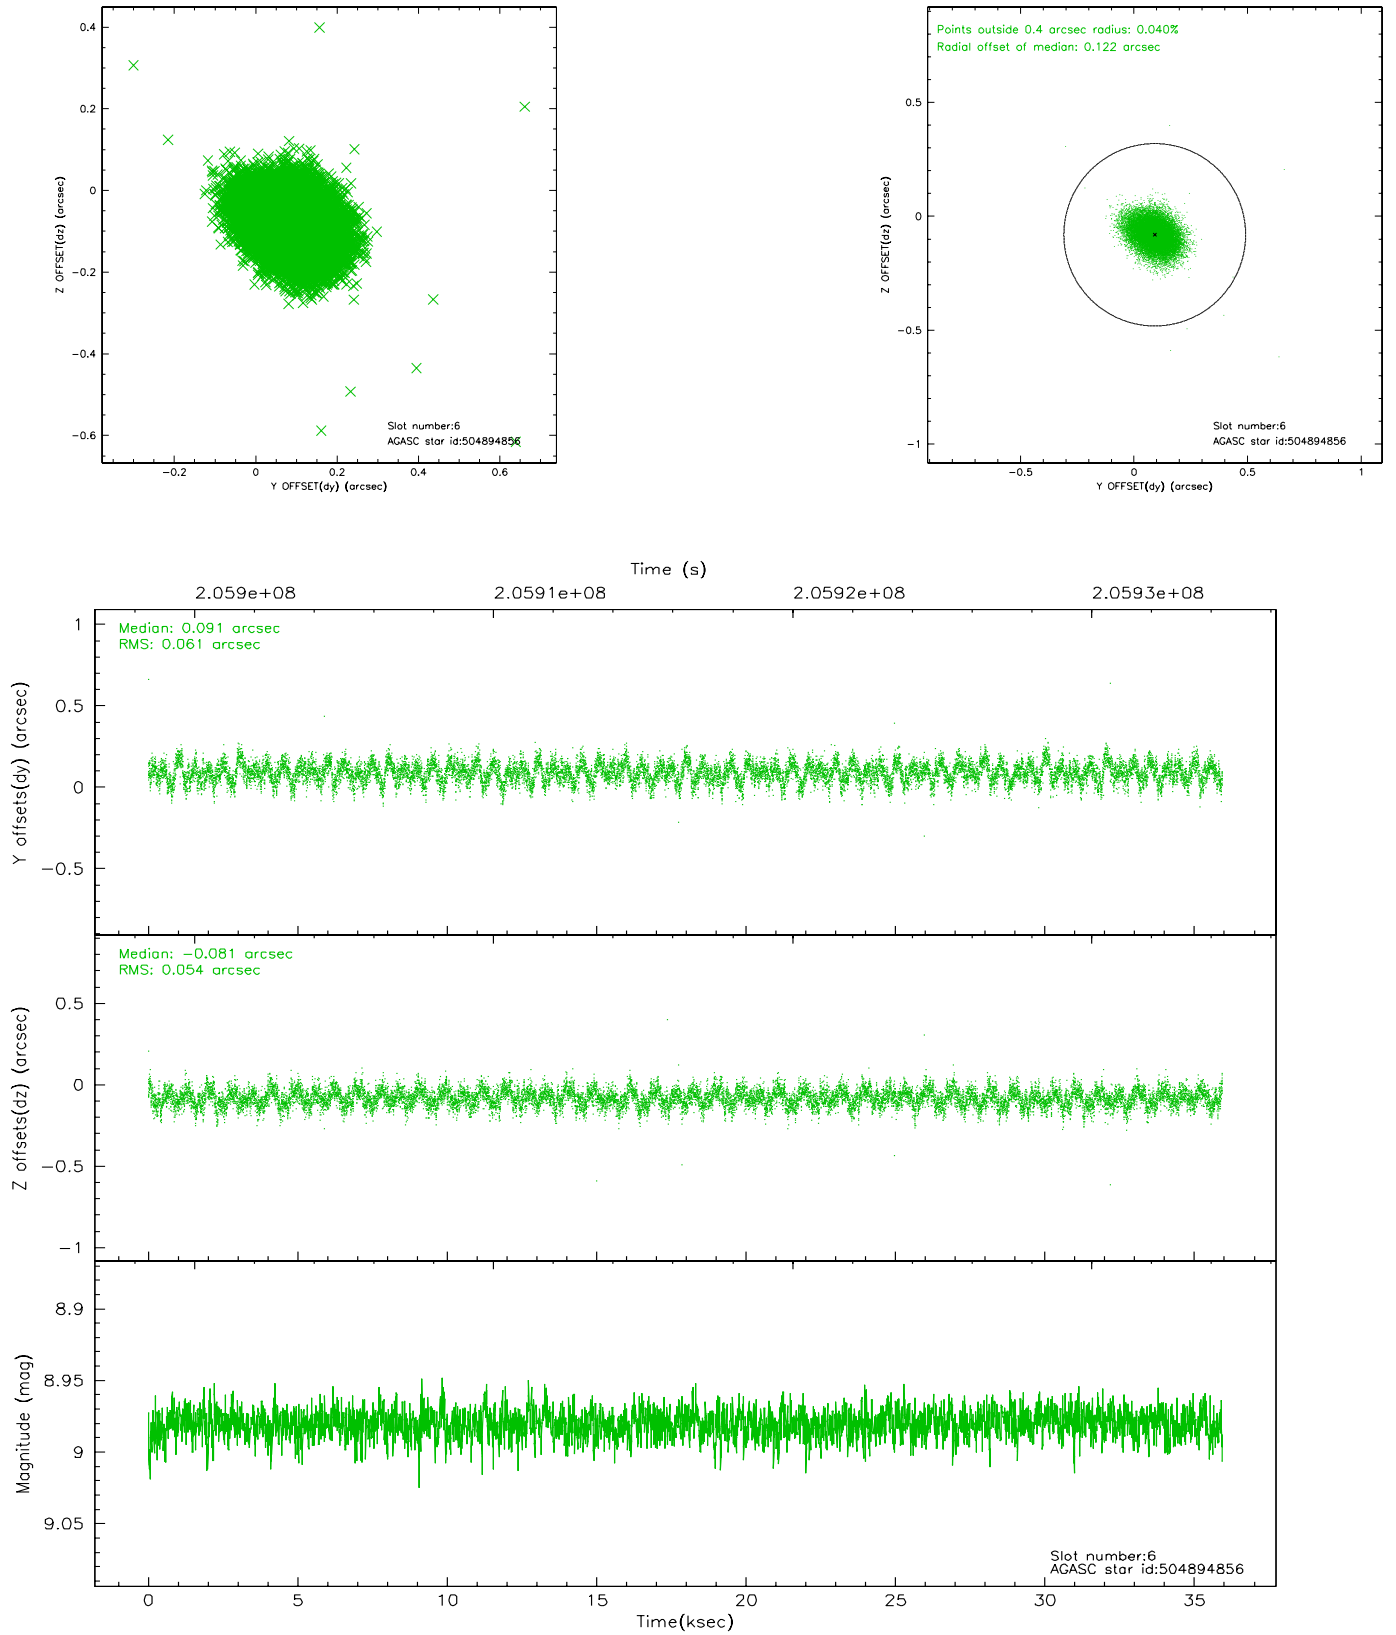 0.4
0.2
0
−0.2
−0.4
−0.6
Z OFFSET(dz) (arcsec)
−0.2 0 0.2 0.4 0.6
Y OFFSET(dy) (arcsec)
Slot number:6
AGASC star id:504894856
Points outside 0.4 arcsec radius: 0.040%
Radial offset of median: 0.122 arcsec
0.5
0
−0.5
−1
Z OFFSET(dz) (arcsec)
−0.5 0 0.5 1
Y OFFSET(dy) (arcsec)
Slot number:6
AGASC star id:504894856
Time (s)
2.059e+08 2.0591e+08 2.0592e+08 2.0593e+08
Median: 0.091 arcsec
RMS: 0.061 arcsec
1
0.5
0
−0.5
Y offsets(dy) (arcsec)
Median: −0.081 arcsec
RMS: 0.054 arcsec
0.5
0
−0.5
−1
Z offsets(dz) (arcsec)
8.9
8.95
9
9.05
Magnitude (mag)
Slot number:6
AGASC star id:504894856
0 5 10 15 20 25 30 35
Time(ksec)